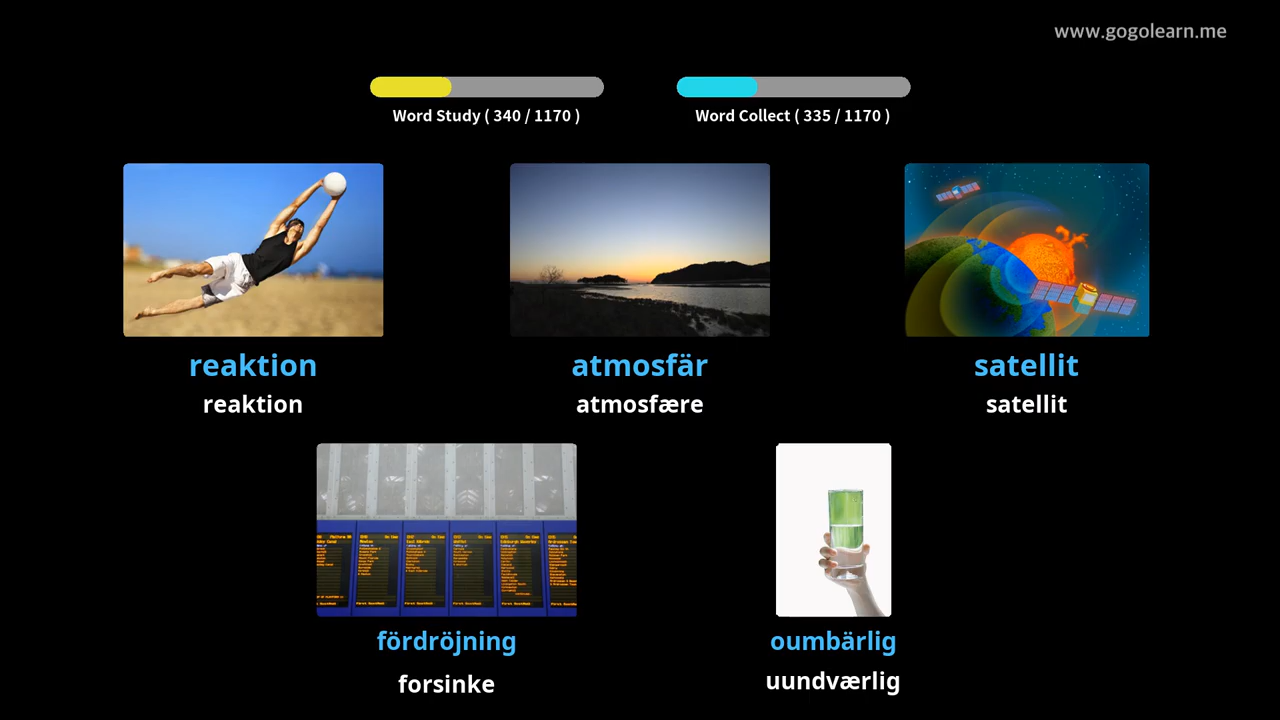 www.gogolearn.me
Word Study ( 340 / 1170 )
Word Collect ( 335 / 1170 )
reaktion
reaktion
atmosfär
atmosfære
satellit
satellit
fördröjning
forsinke
oumbärlig
uundværlig